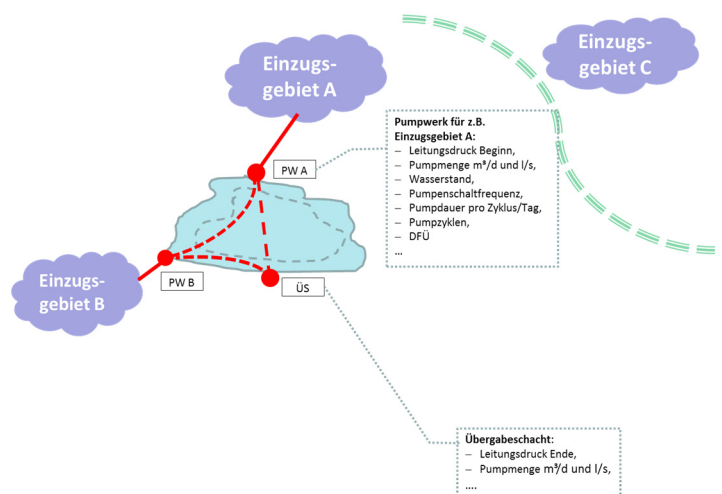 Einzugs-
gebiet A
Einzugs-
gebiet C
Pumpwerk für z.B.
Einzugsgebiet A:
– Leitungsdruck Beginn,
– Pumpmenge m³/d und l/s,
– Wasserstand,
– Pumpenschaltfrequenz,
– Pumpdauer pro Zyklus/Tag,
– Pumpzyklen,
– DFÜ
...
PW A
Einzugs-
gebiet B
PW B
ÜS
Übergabeschacht:
– Leitungsdruck Ende,
– Pumpmenge m³/d und l/s,
....